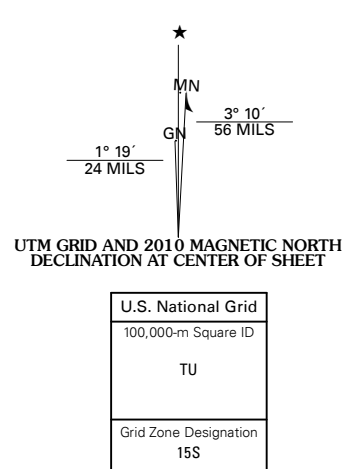 ★
MN
GN
3° 10´
56 MILS
1° 19´
24 MILS
UTM GRID AND 2010 MAGNETIC NORTH
DECLINATION AT CENTER OF SHEET
U.S. National Grid
100,000-m Square ID
TU
Grid Zone Designation
15S